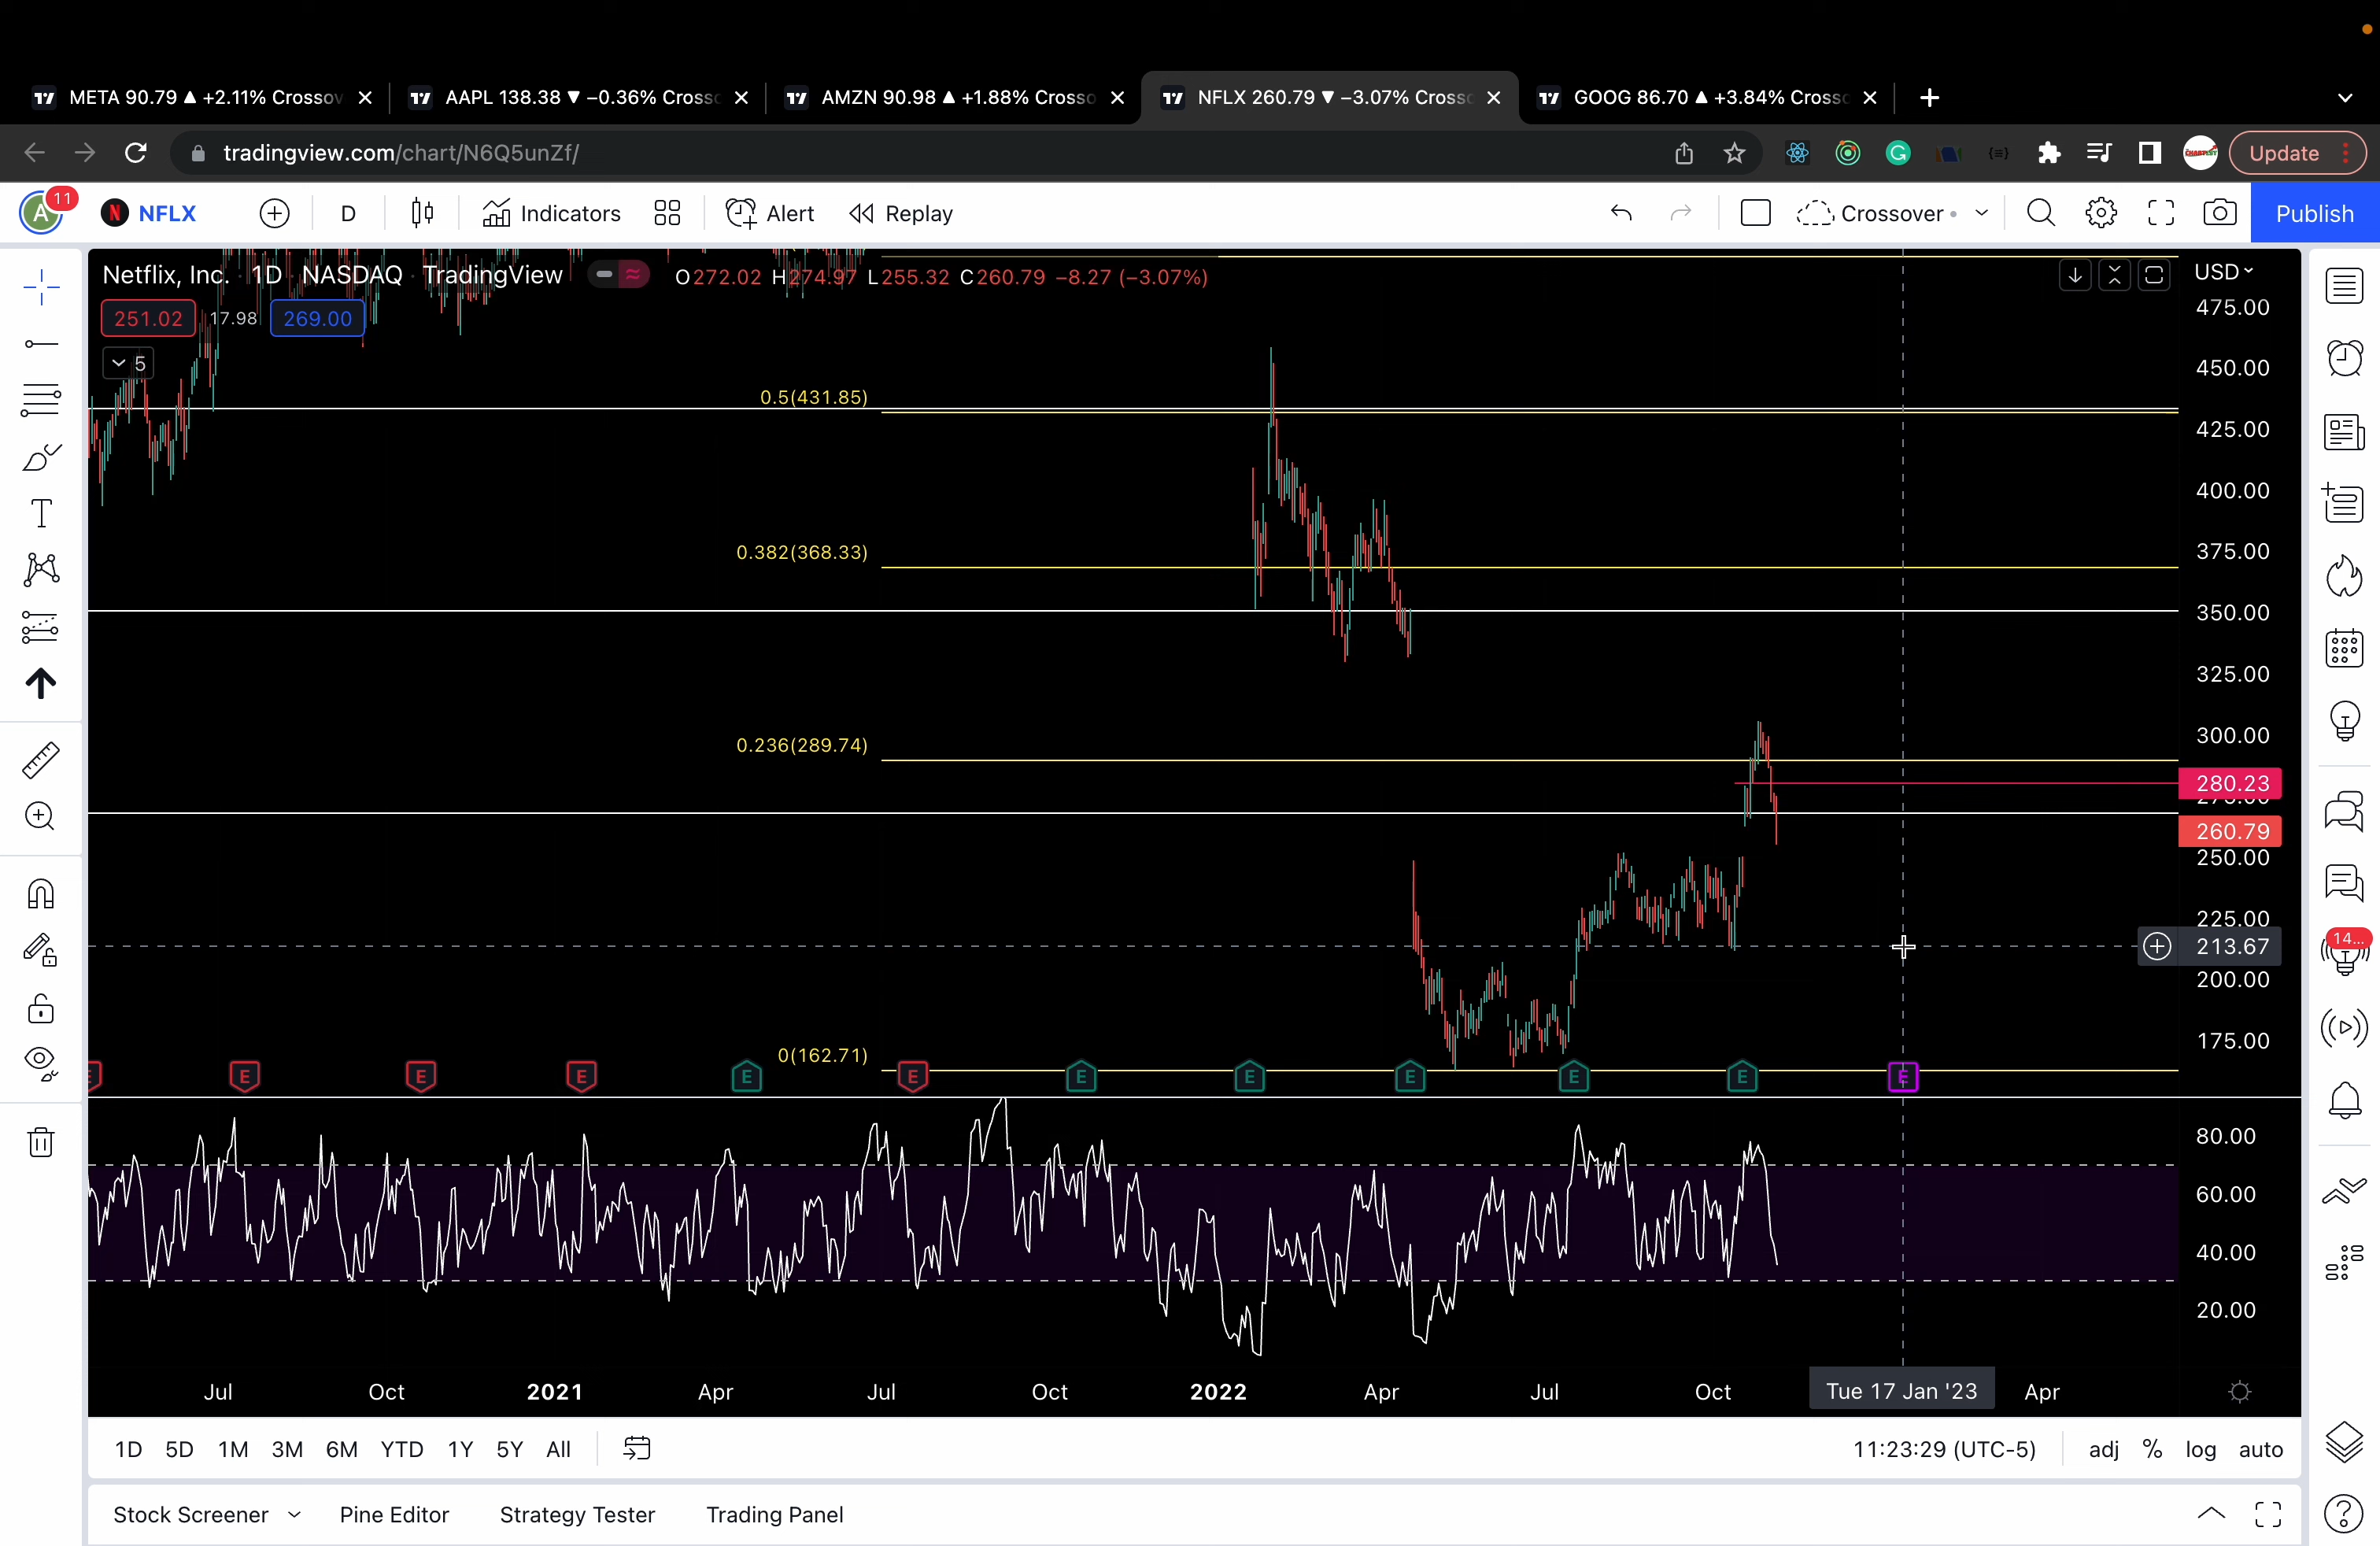 META 90.79 ▲ +2.11% Crossov
AAPL 138.38 ▼ −0.36% Crossc
AMZN 90.98 ▲ +1.88% Crosso
NFLX 260.79 ▼ −3.07% Crossc
GOOG 86.70 ▲ +3.84% Crossc
tradingview.com/chart/N6Q5unZf/
Update
A 11
NFLX
D
Indicators
Alert
Replay
Crossover
Publish
Netflix, Inc. · 1D · NASDAQ · TradingView
O272.02 H274.97 L255.32 C260.79 −8.27 (−3.07%)
USD
251.02 17.98 269.00
5
475.00
450.00
0.5(431.85)
425.00
400.00
0.382(368.33)
375.00
350.00
325.00
0.236(289.74)
300.00
280.23
260.79
250.00
225.00
14...
213.67
200.00
175.00
0(162.71)
E E E E E E E E E E E
80.00
60.00
40.00
20.00
Jul Oct 2021 Apr Jul Oct 2022 Apr Jul Oct Tue 17 Jan '23 Apr
1D 5D 1M 3M 6M YTD 1Y 5Y All
11:23:29 (UTC-5) adj % log auto
Stock Screener Pine Editor Strategy Tester Trading Panel